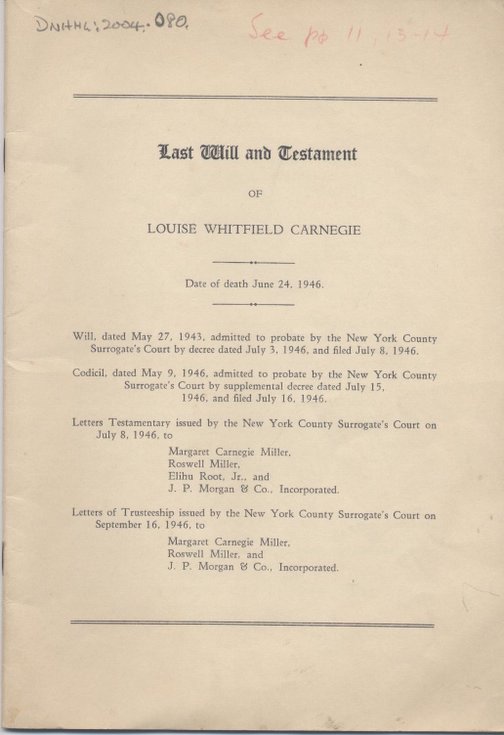 DNHHL:2004.080.
See pp 11, 13-14
Last Will and Testament
OF
LOUISE WHITFIELD CARNEGIE
Date of death June 24, 1946.
Will, dated May 27, 1943, admitted to probate by the New York County
Surrogate's Court by decree dated July 3, 1946, and filed July 8, 1946.
Codicil, dated May 9, 1946, admitted to probate by the New York County
Surrogate's Court by supplemental decree dated July 15,
1946, and filed July 16, 1946.
Letters Testamentary issued by the New York County Surrogate's Court on
July 8, 1946, to
Margaret Carnegie Miller,
Roswell Miller,
Elihu Root, Jr., and
J. P. Morgan & Co., Incorporated.
Letters of Trusteeship issued by the New York County Surrogate's Court on
September 16, 1946, to
Margaret Carnegie Miller,
Roswell Miller, and
J. P. Morgan & Co., Incorporated.